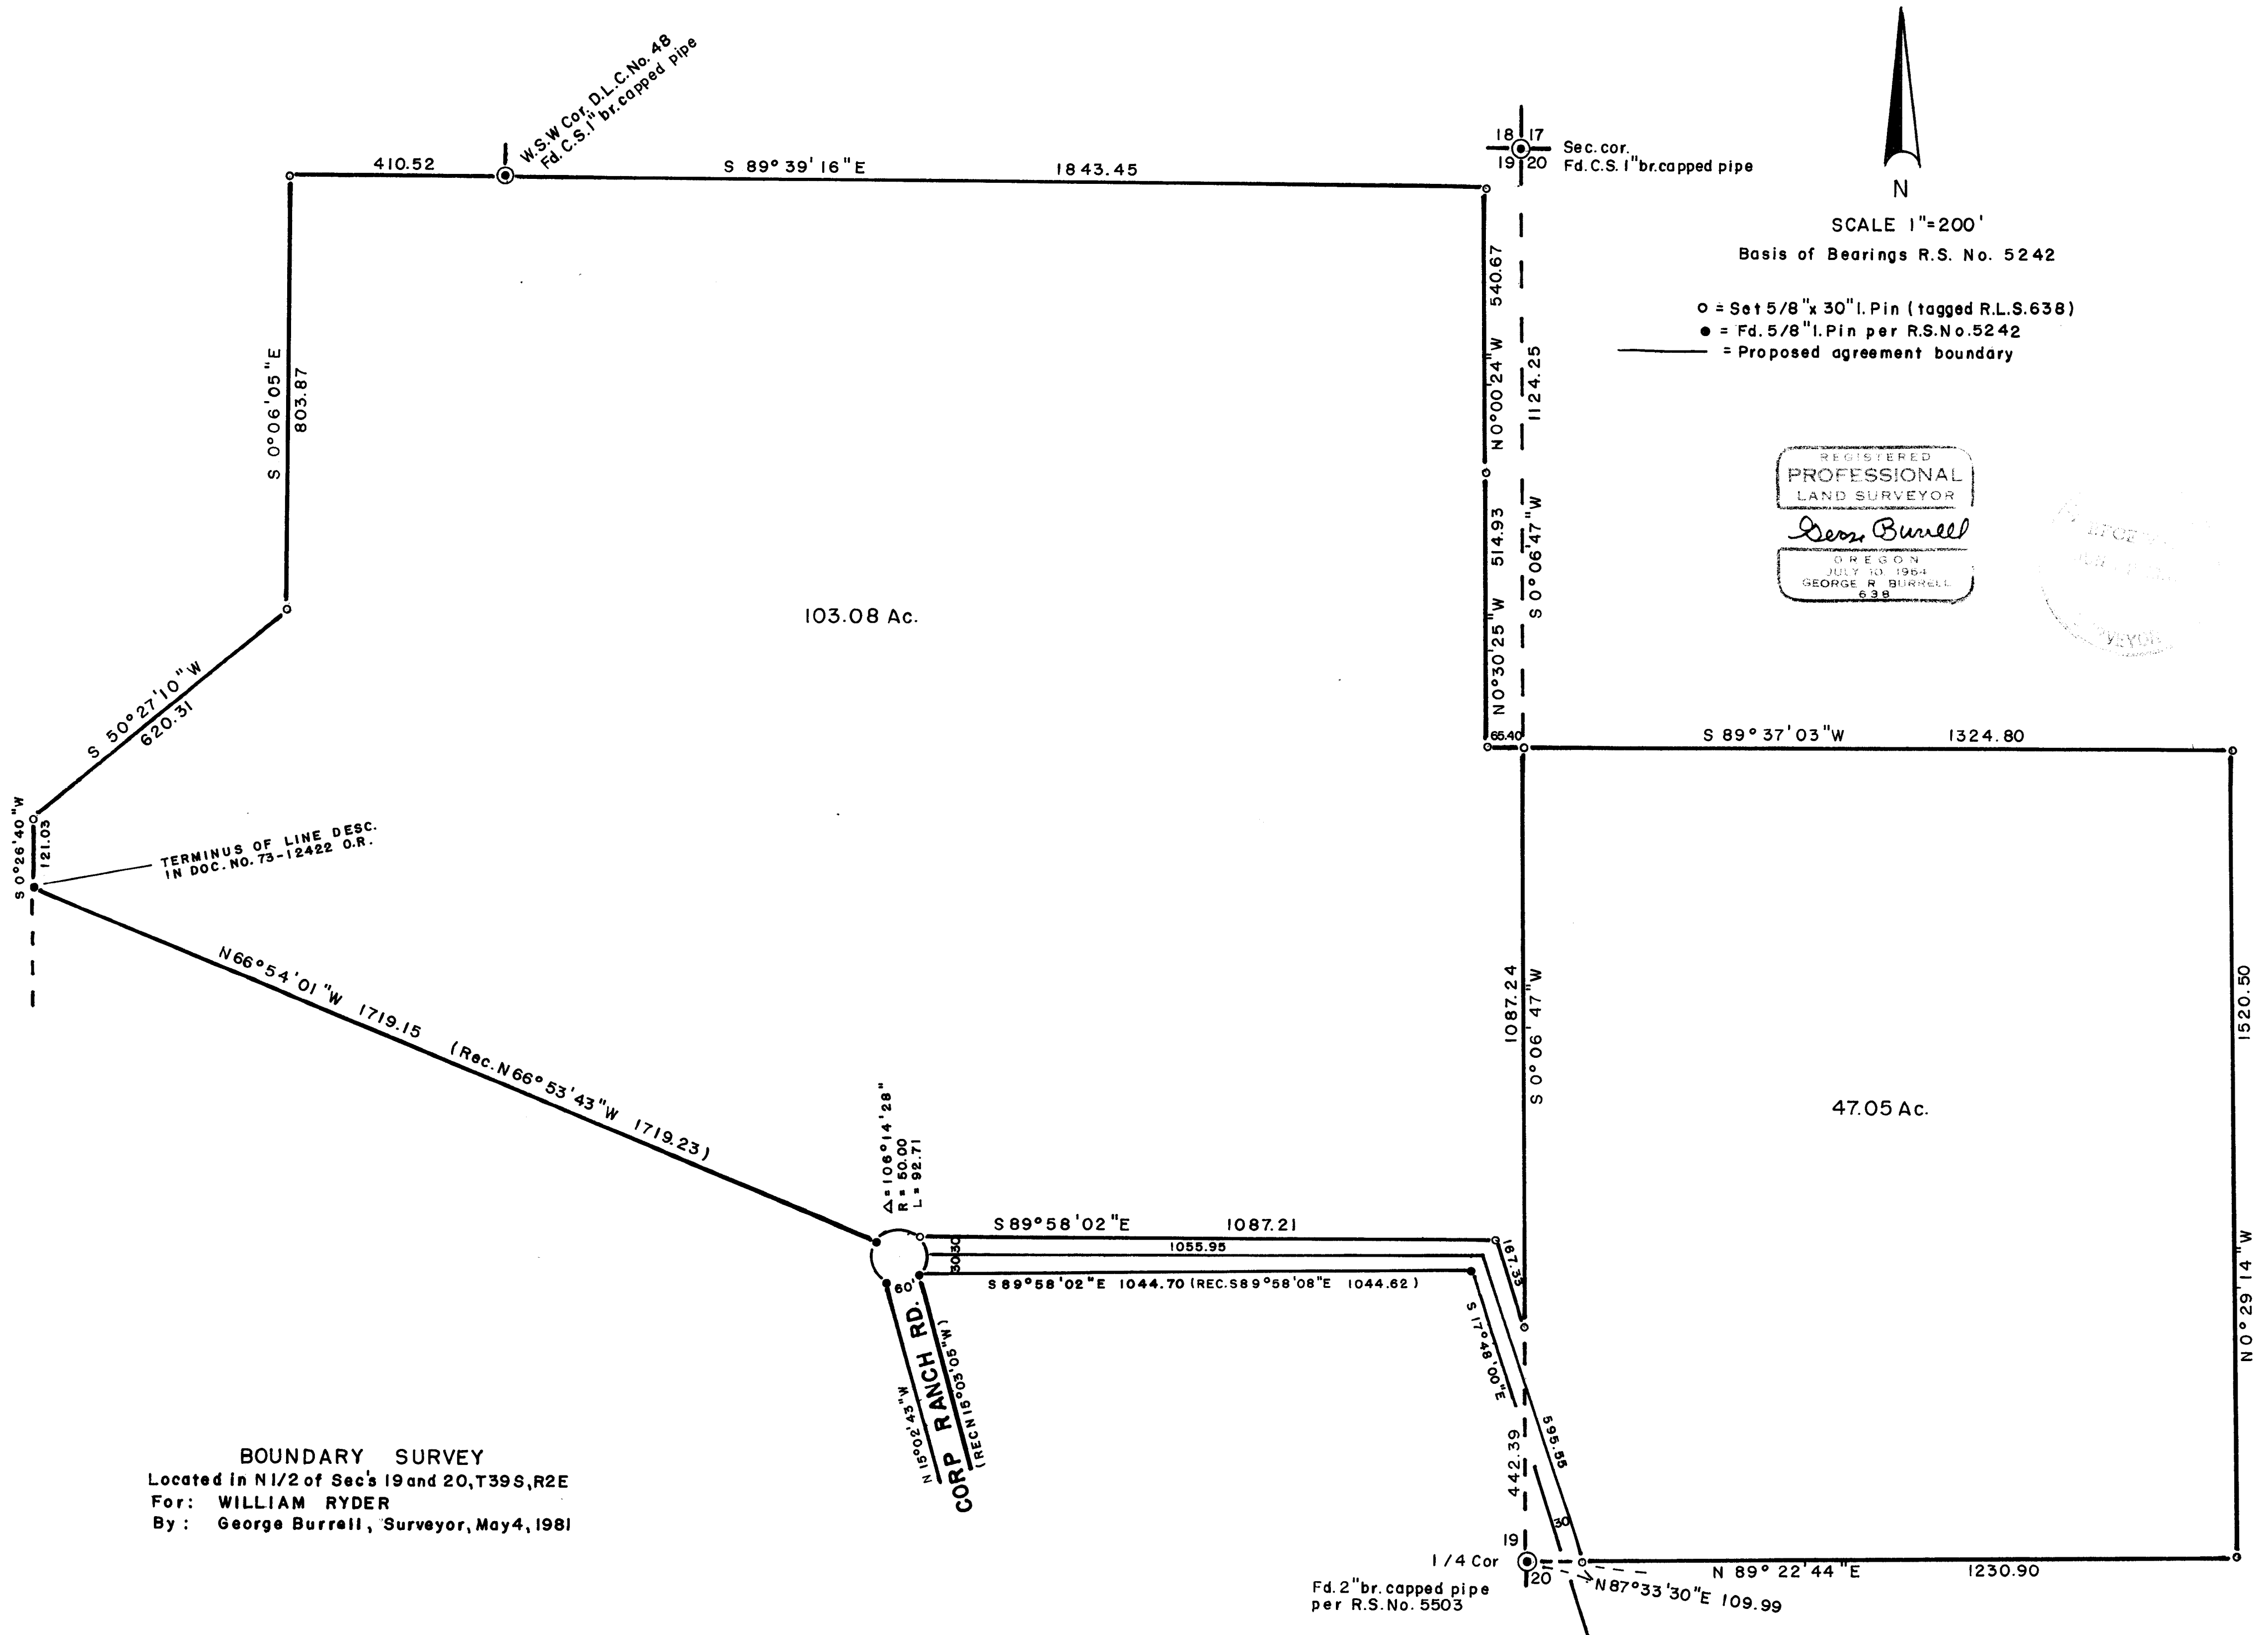 W.S.W Cor. D.L.C. No. 48
Fd. C.S. 1" br. capped pipe
410.52
S 89° 39' 16" E
1843.45
18 17
19 20
Sec. cor.
Fd. C.S. 1" br. capped pipe
N
SCALE 1"=200'
Basis of Bearings R.S. No. 5242
o = Set 5/8" x 30" I. Pin (tagged R.L.S. 638)
● = Fd. 5/8" I. Pin per R.S. No. 5242
= Proposed agreement boundary
REGISTERED
PROFESSIONAL
LAND SURVEYOR
OREGON
JULY 10, 1964
GEORGE R. BURRELL
638
S 0° 06' 05" E
803.87
540.67
N 0° 00' 24" W
1124.25
514.93
N 0° 30' 25" W
S 0° 06' 47" W
103.08 Ac.
S 50° 27' 10" W
620.31
65.40
S 89° 37' 03" W
1324.80
S 0° 26' 40" W
121.03
TERMINUS OF LINE DESC.
IN DOC. NO. 73-12422 O.R.
N 66° 54' 01" W 1719.15 (Rec. N 66° 53' 43" W 1719.23)
1087.24
S 0° 06' 47" W
47.05 Ac.
1520.50
N 0° 29' 14" W
Δ = 106° 14' 28"
R = 50.00
L = 92.71
S 89° 58' 02" E
1087.21
1055.95
30 30
S 89° 58' 02" E 1044.70 (REC. S 89° 58' 08" E 1044.62)
60'
187.33
S 17° 48' 00" E
CORP RANCH RD.
N 15° 02' 43" W
(REC N 15° 03' 05" W)
442.39
595.55
30
19
20
1/4 Cor
Fd. 2" br. capped pipe
per R.S. No. 5503
N 89° 22' 44" E
1230.90
N 87° 33' 30" E 109.99
BOUNDARY SURVEY
Located in N 1/2 of Sec's 19 and 20, T39S, R2E
For: WILLIAM RYDER
By: George Burrell, Surveyor, May 4, 1981